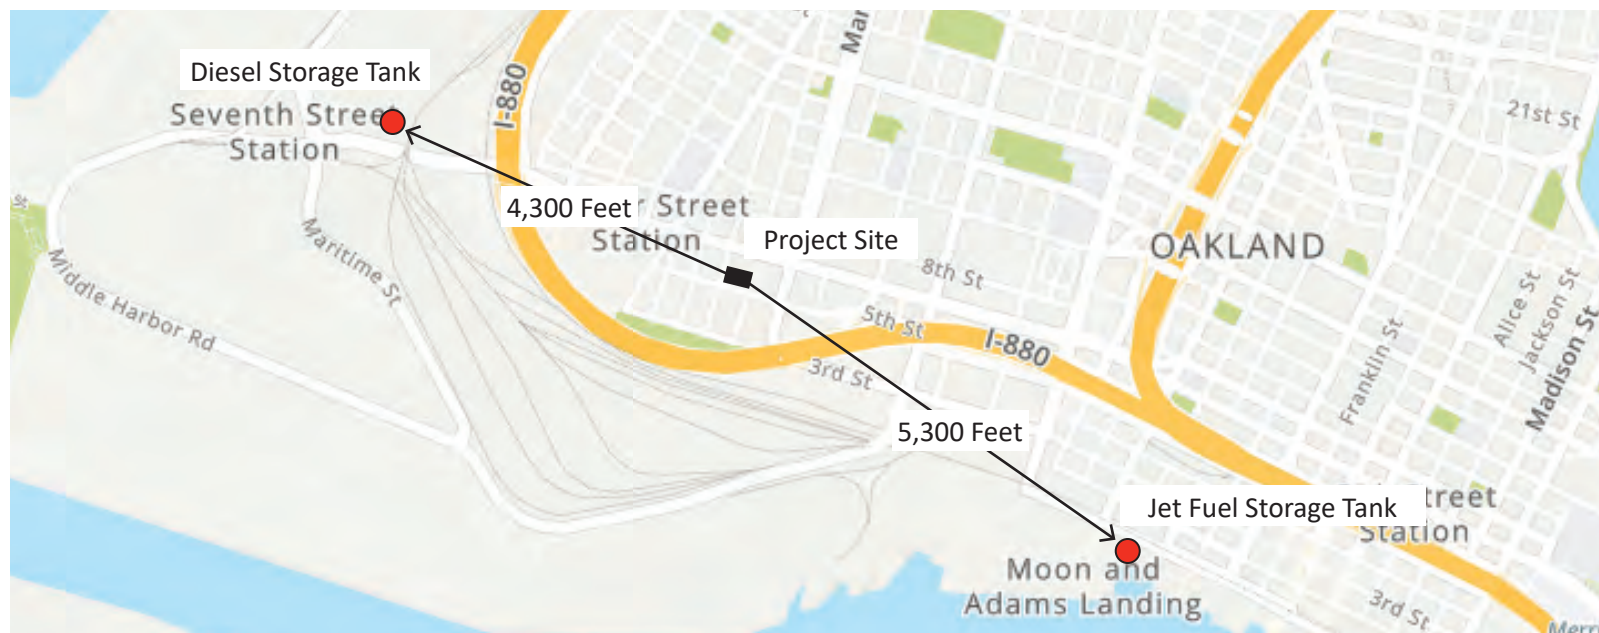 Diesel Storage Tank
Seventh Street
Station
I-880
21st St
4,300 Feet
r Street
Station
Project Site
OAKLAND
8th St
Maritime St
Middle Harbor Rd
5th St
I-880
3rd St
Alice St
Jackson St
Madison St
Franklin St
5,300 Feet
Jet Fuel Storage Tank
treet
Station
Moon and
Adams Landing
3rd St